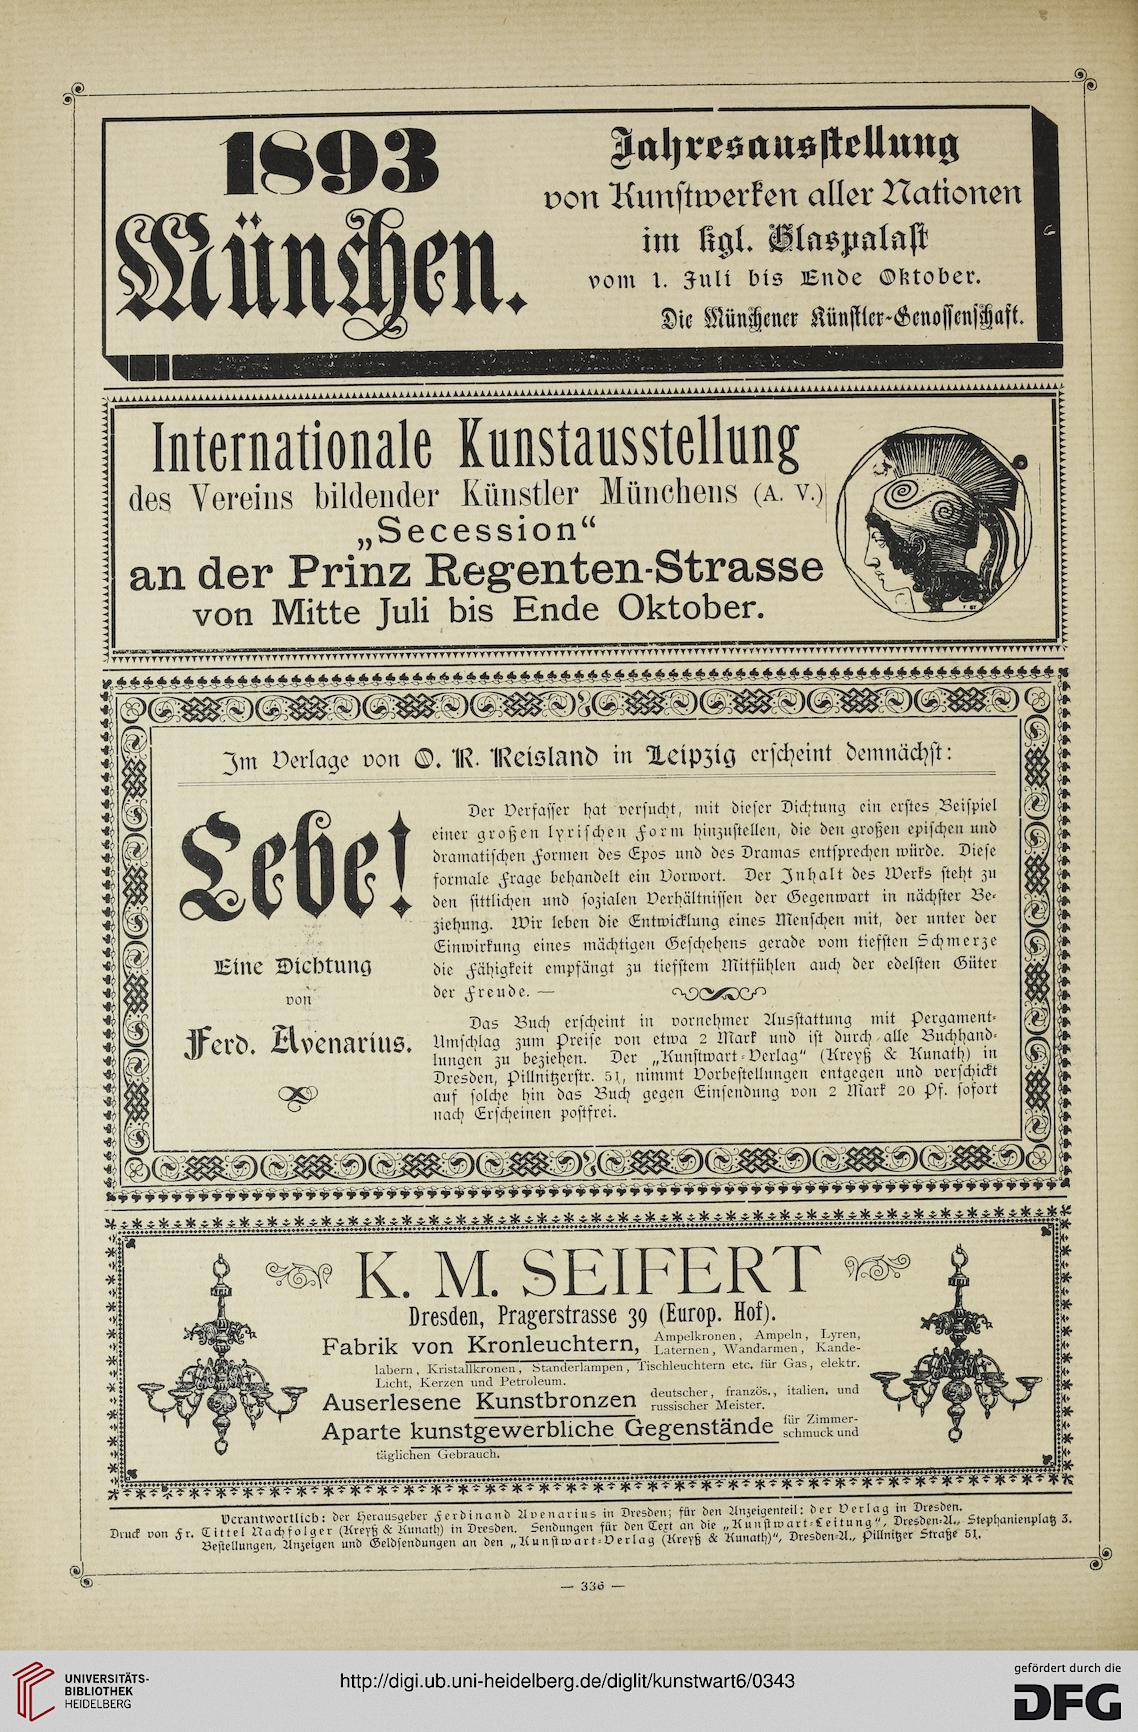 1893
München.
Jahresausstellung
von Kunstwerken aller Nationen
im kgl. Glaspalast
vom 1. Juli bis Ende Oktober.
Die Münchener Künstler-Genossenschaft.
Internationale Kunstausstellung
des Vereins bildender Künstler Münchens (A. V.)
„Secession“
an der Prinz Regenten-Strasse
von Mitte Juli bis Ende Oktober.
Im Verlage von O. R. Reisland in Leipzig erscheint demnächst:
Lebe!
Eine Dichtung
von
Ferd. Avenarius.
Der Verfasser hat versucht, mit dieser Dichtung ein erstes Beispiel
einer großen lyrischen Form hinzustellen, die den großen epischen und
dramatischen Formen des Epos und des Dramas entsprechen würde. Diese
formale Frage behandelt ein Vorwort. Der Inhalt des Werks steht zu
den sittlichen und sozialen Verhältnissen der Gegenwart in nächster Be-
ziehung. Wir leben die Entwicklung eines Menschen mit, der unter der
Einwirkung eines mächtigen Geschehens gerade vom tiefsten Schmerze
die Fähigkeit empfängt zu tiefstem Mitfühlen auch der edelsten Güter
der Freude. —
Das Buch erscheint in vornehmer Ausstattung mit Pergament-
Umschlag zum Preise von etwa 2 Mark und ist durch alle Buchhand-
lungen zu beziehen. Der „Kunstwart-Verlag“ (Kreyß & Kunath) in
Dresden, Pillnitzerstr. 51, nimmt Vorbestellungen entgegen und verschickt
auf solche hin das Buch gegen Einsendung von 2 Mark 20 Pf. sofort
nach Erscheinen postfrei.
K. M. SEIFERT
Dresden, Pragerstrasse 39 (Europ. Hof).
Fabrik von Kronleuchtern, Ampelkronen, Ampeln, Lyren,
Laternen, Wandarmen, Kande-
labern, Kristallkronen, Ständerlampen, Tischleuchtern etc. für Gas, elektr.
Licht, Kerzen und Petroleum.
Auserlesene Kunstbronzen deutscher, französ., italien. und
russischer Meister.
Aparte kunstgewerbliche Gegenstände für Zimmer-
schmuck und
täglichen Gebrauch.
Verantwortlich: der Herausgeber Ferdinand Avenarius in Dresden; für den Anzeigenteil: der Verlag in Dresden.
Druck von Fr. Tittel Nachfolger (Kreyß & Kunath) in Dresden. Sendungen für den Text an die „Kunstwart-Leitung“, Dresden-A., Stephanienplatz 3.
Bestellungen, Anzeigen und Geldsendungen an den „Kunstwart-Verlag (Kreyß & Kunath)“, Dresden-A., Pillnitzer Straße 51.
— 336 —
UNIVERSITÄTS-
BIBLIOTHEK
HEIDELBERG
http://digi.ub.uni-heidelberg.de/diglit/kunstwart6/0343
gefördert durch die
DFG